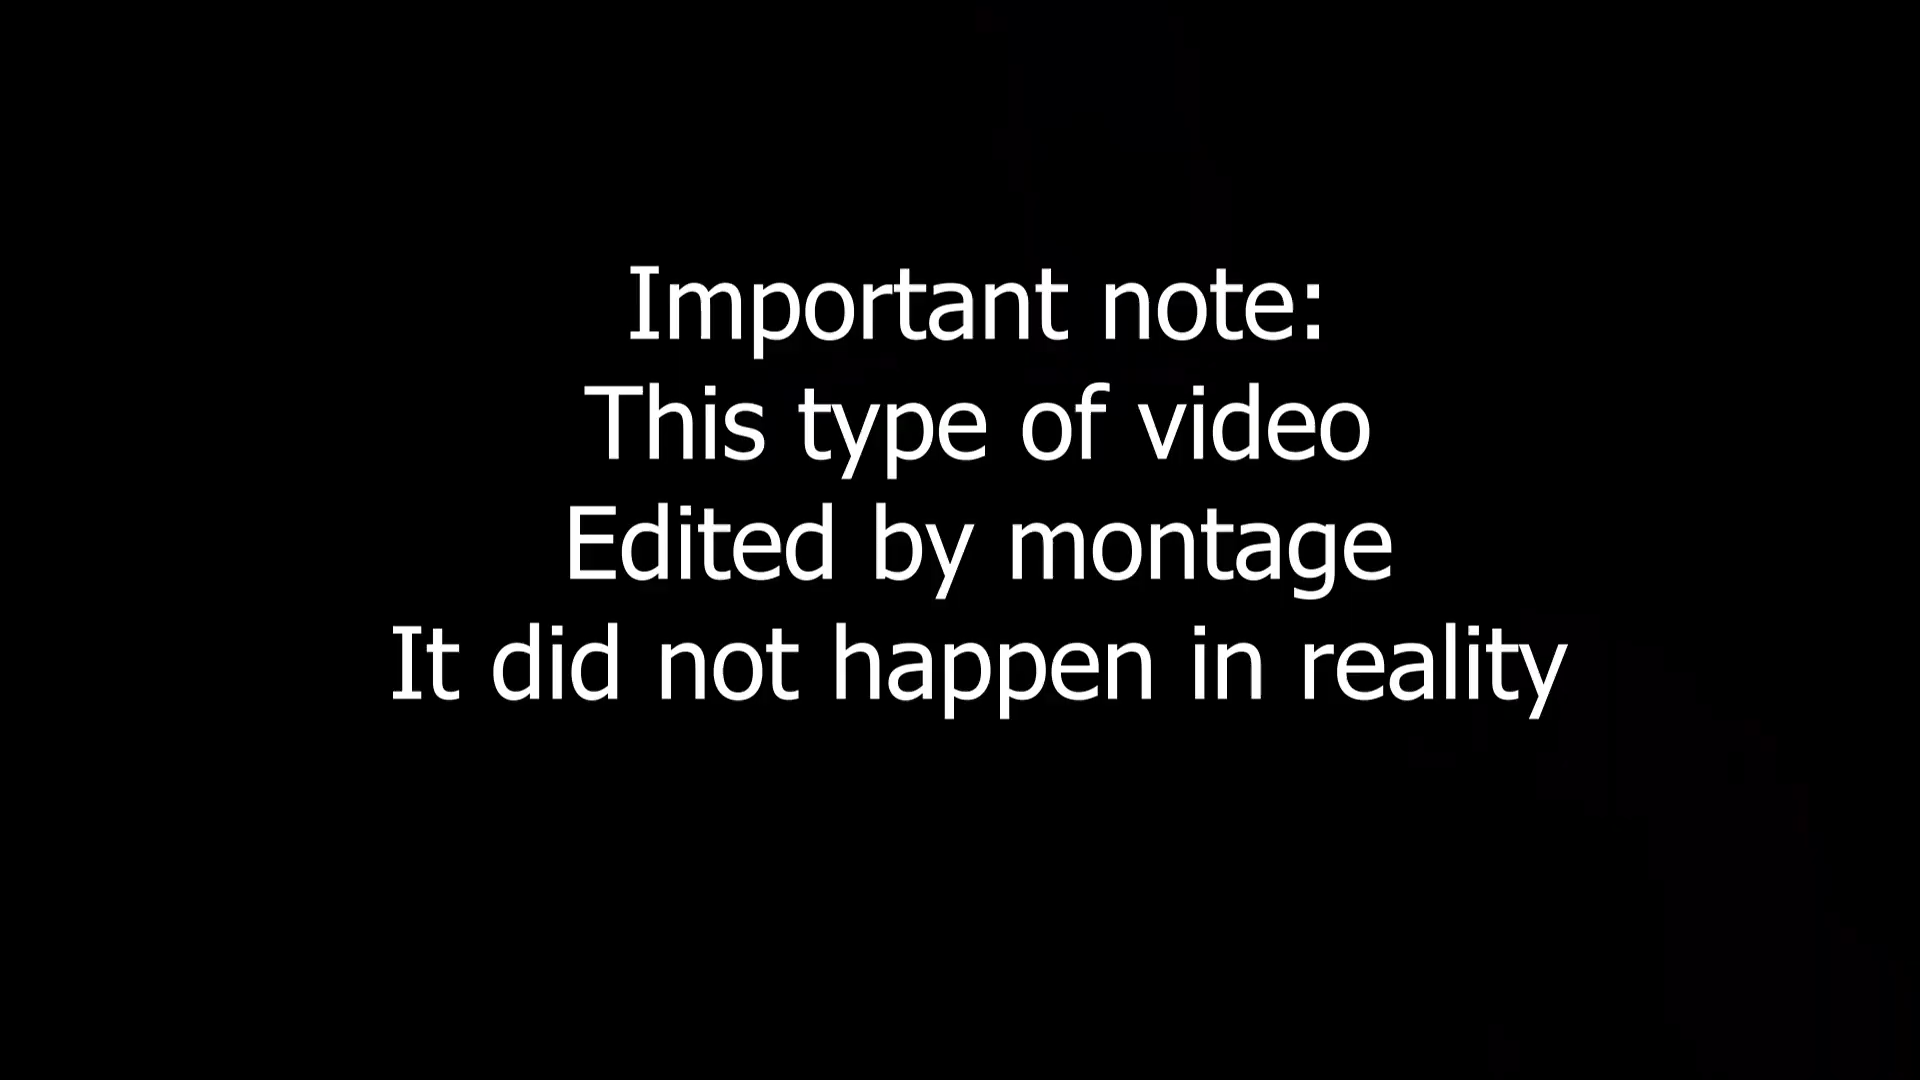 Important note:
This type of video
Edited by montage
It did not happen in reality